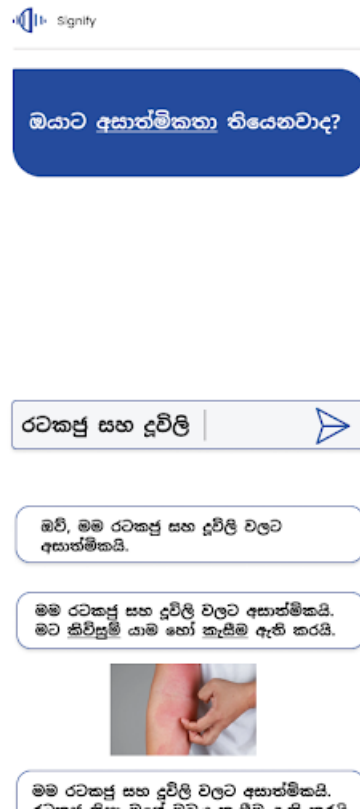 Signify
ඔයාට අසාත්මිකතා තියෙනවාද?
රටකජු සහ දූවිලි
ඔව්, මම රටකජු සහ දූවිලි වලට
අසාත්මිකයි.
මම රටකජු සහ දූවිලි වලට අසාත්මිකයි.
මට කිවිසුම් යාම හෝ කැසීම ඇති කරයි.
මම රටකජු සහ දූවිලි වලට අසාත්මිකයි.